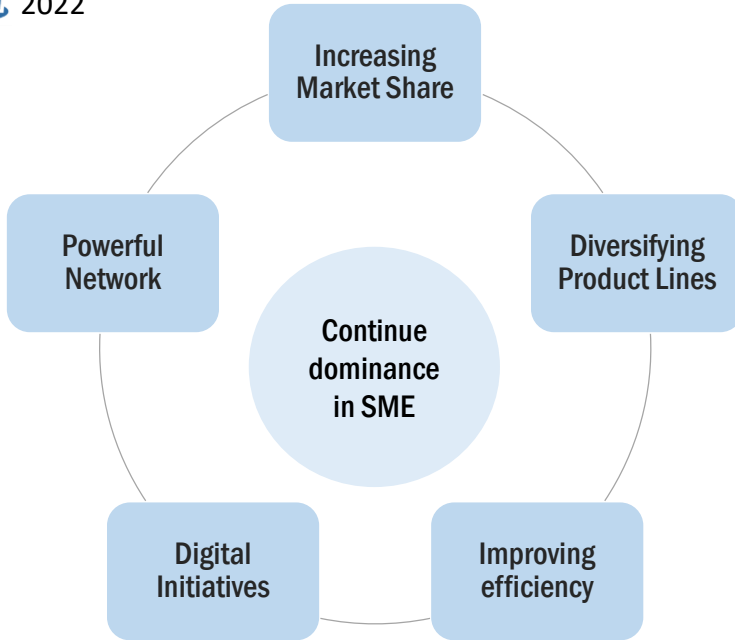 2022
Increasing
Market Share
Powerful
Network
Diversifying
Product Lines
Continue
dominance
in SME
Digital
Initiatives
Improving
efficiency